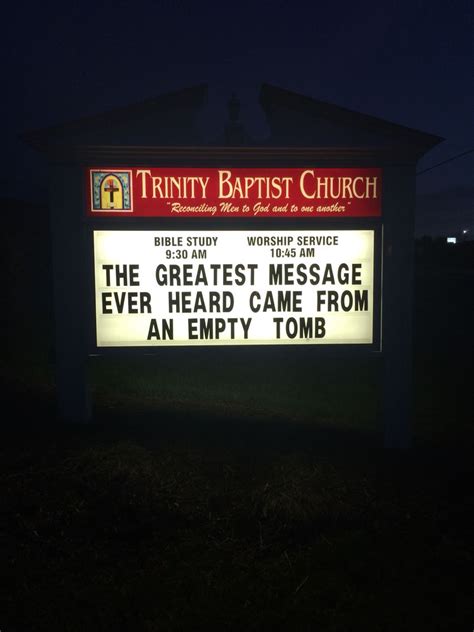 TRINITY BAPTIST CHURCH
"Reconciling Men to God and to one another"
BIBLE STUDY WORSHIP SERVICE
9:30 AM 10:45 AM
THE GREATEST MESSAGE
EVER HEARD CAME FROM
AN EMPTY TOMB